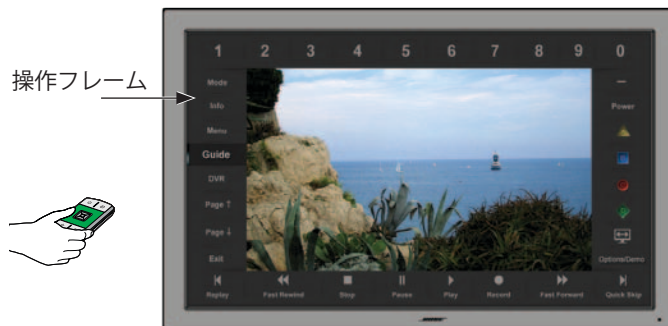 1 2 3 4 5 6 7 8 9 0
操作フレーム
Mode
Info
Menu
Guide
DVR
Page ↑
Page ↓
Exit
–
Power
Options/Demo
Replay Fast Rewind Stop Pause Play Record Fast Forward Quick Skip